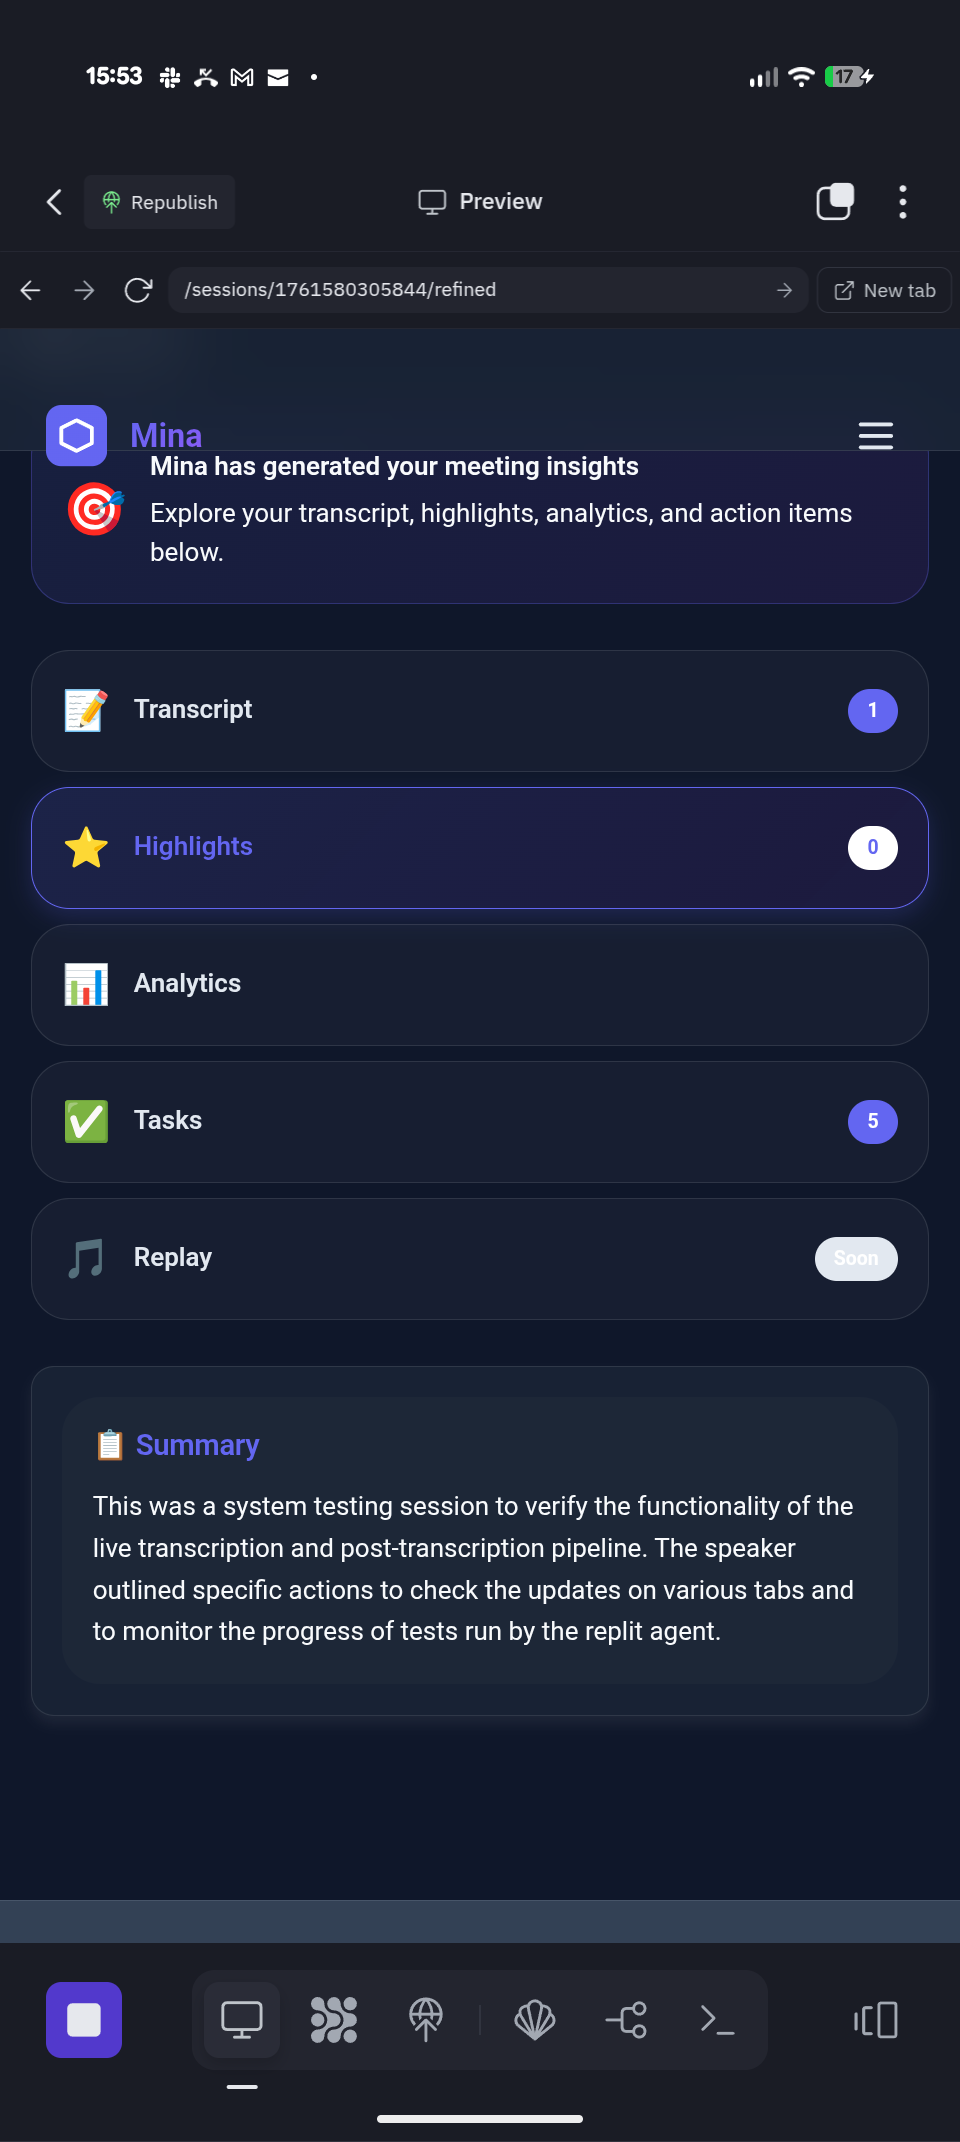 15:53
17
Republish
Preview
/sessions/1761580305844/refined
New tab
Mina
Mina has generated your meeting insights
Explore your transcript, highlights, analytics, and action items
below.
Transcript
1
Highlights
0
Analytics
Tasks
5
Replay
Soon
Summary
This was a system testing session to verify the functionality of the
live transcription and post-transcription pipeline. The speaker
outlined specific actions to check the updates on various tabs and
to monitor the progress of tests run by the replit agent.